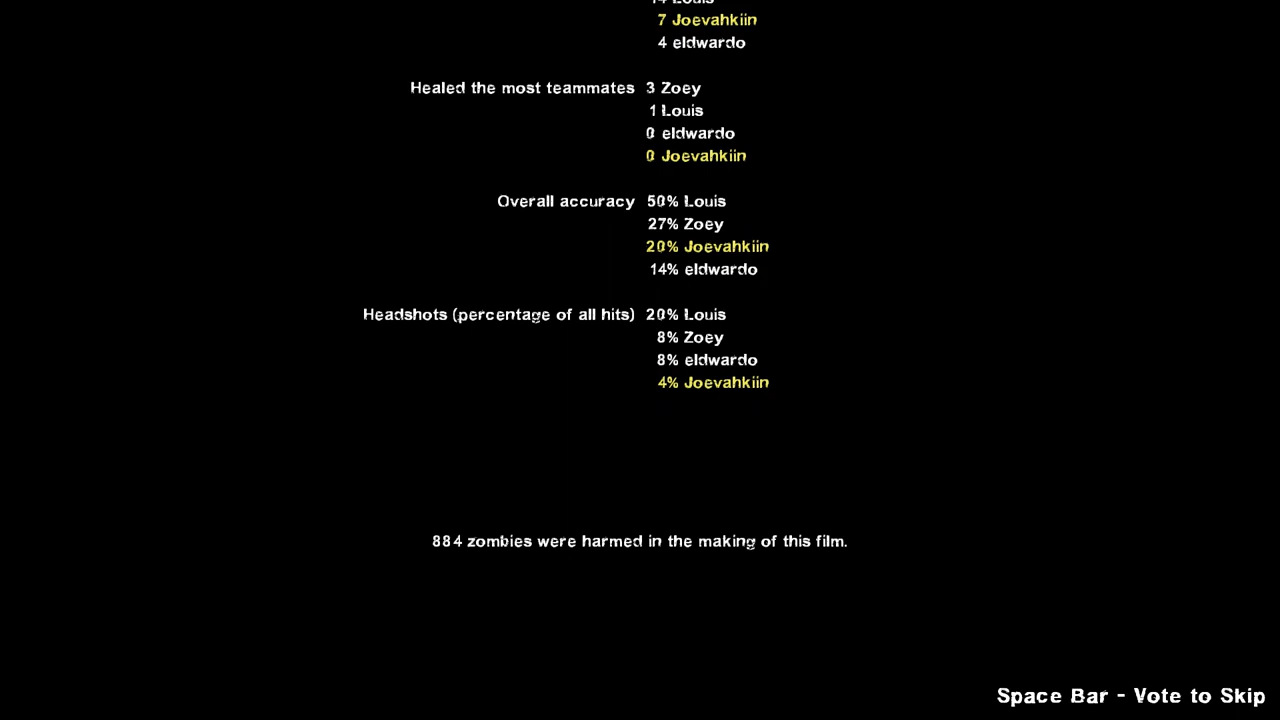 14 Louis
7 Joevahkiin
4 eldwardo
Healed the most teammates 3 Zoey
1 Louis
0 eldwardo
0 Joevahkiin
Overall accuracy 50% Louis
27% Zoey
20% Joevahkiin
14% eldwardo
Headshots (percentage of all hits) 20% Louis
8% Zoey
8% eldwardo
4% Joevahkiin
884 zombies were harmed in the making of this film.
Space Bar - Vote to Skip